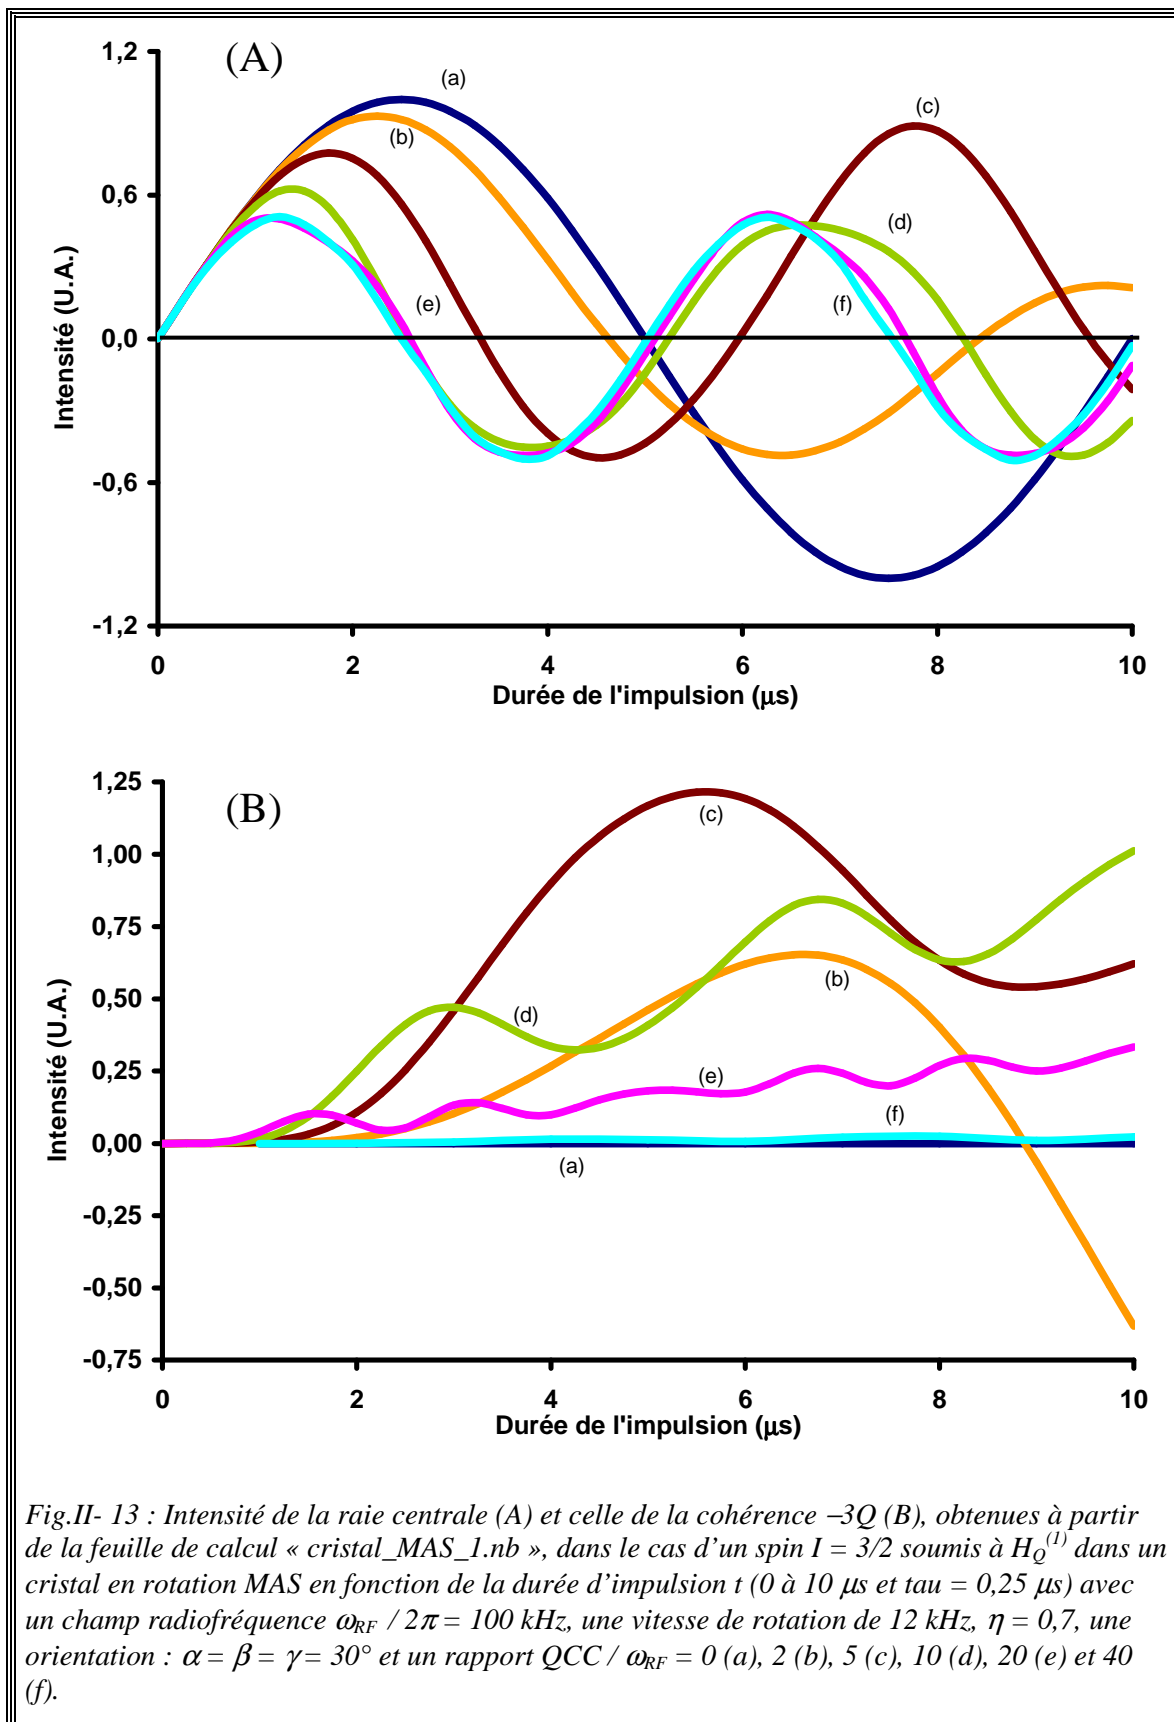 (A)
1,2
0,6
0,0
-0,6
-1,2
Intensité (U.A.)
(a)
(b)
(c)
(d)
(e)
(f)
0 2 4 6 8 10
Durée de l'impulsion (μs)
(B)
1,25
1,00
0,75
0,50
0,25
0,00
-0,25
-0,50
-0,75
Intensité (U.A.)
(c)
(b)
(d)
(e)
(f)
(a)
0 2 4 6 8 10
Durée de l'impulsion (μs)
Fig.II- 13 : Intensité de la raie centrale (A) et celle de la cohérence –3Q (B), obtenues à partir
de la feuille de calcul « cristal_MAS_1.nb », dans le cas d'un spin I = 3/2 soumis à H_Q^(1) dans un
cristal en rotation MAS en fonction de la durée d'impulsion t (0 à 10 μs et tau = 0,25 μs) avec
un champ radiofréquence ω_RF / 2π = 100 kHz, une vitesse de rotation de 12 kHz, η = 0,7, une
orientation : α = β = γ = 30° et un rapport QCC / ω_RF = 0 (a), 2 (b), 5 (c), 10 (d), 20 (e) et 40
(f).